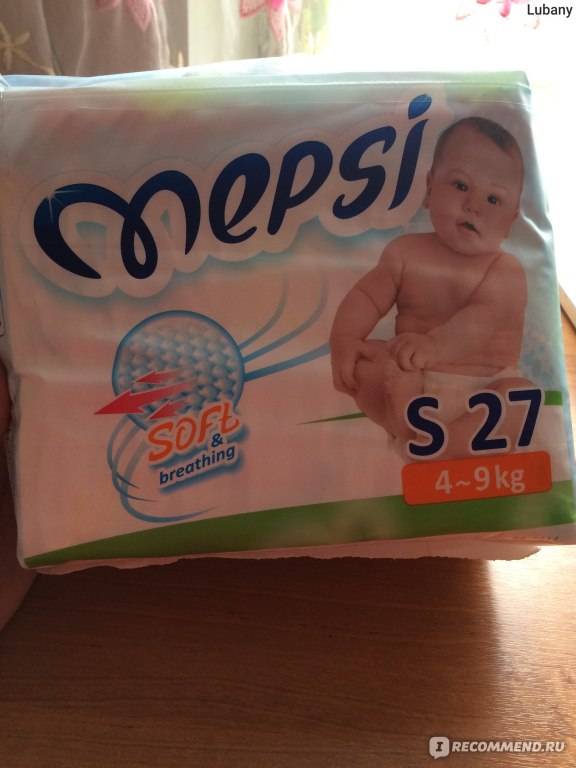 Lubany
mepsi
SOFt
&
breathing
S 27
4~9kg
I RECOMMEND.RU